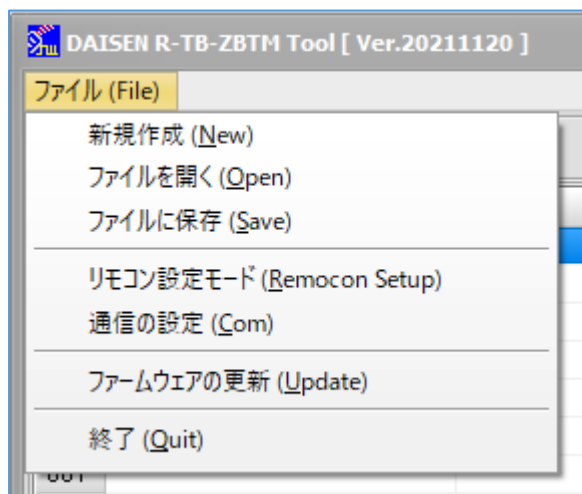 DAISEN R-TB-ZBTM Tool [ Ver.20211120 ]
ファイル (File)
新規作成 (New)
ファイルを開く (Open)
ファイルに保存 (Save)
リモコン設定モード (Remocon Setup)
通信の設定 (Com)
ファームウェアの更新 (Update)
終了 (Quit)